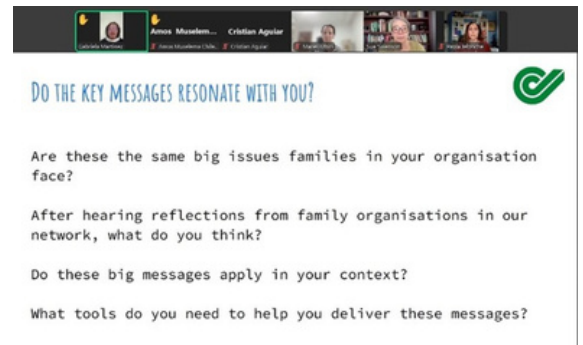 Amos Muselem...
Cristian Aguiar
Gabriela Martinez
Cristian Aguiar
DO THE KEY MESSAGES RESONATE WITH YOU?
Are these the same big issues families in your organisation
face?
After hearing reflections from family organisations in our
network, what do you think?
Do these big messages apply in your context?
What tools do you need to help you deliver these messages?